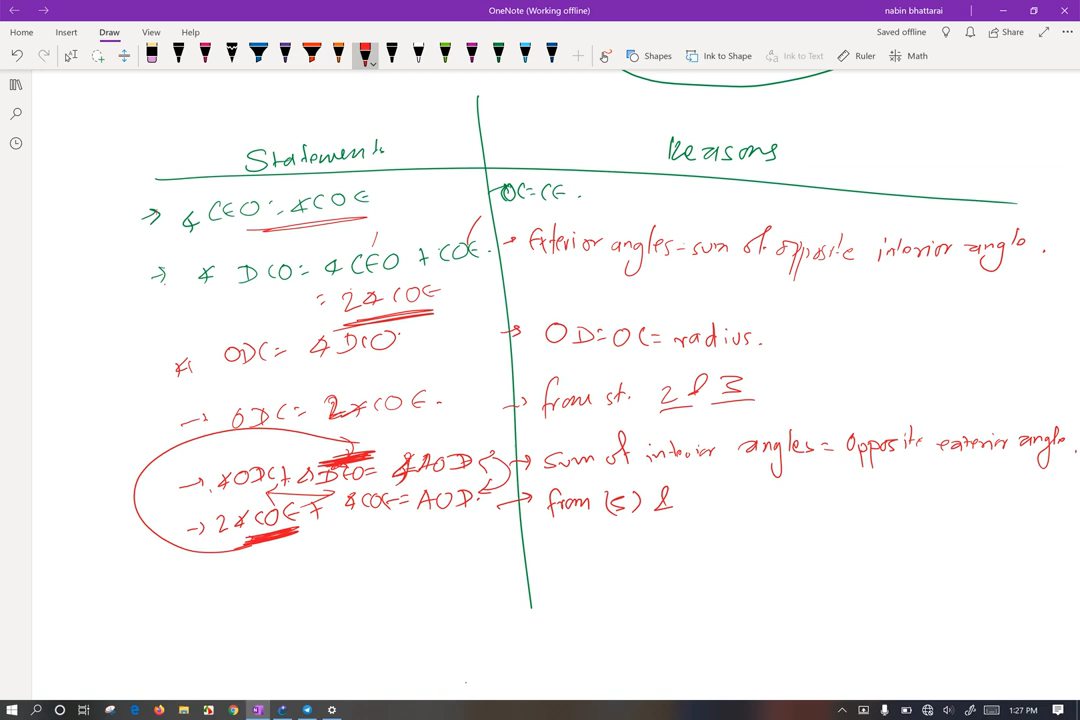 OneNote (Working offline)
nabin bhattarai
Home Insert Draw View Help
Saved offline
Share
Shapes
Ink to Shape
Ink to Text
Ruler
Math
Statements Reasons
→ ∡CEO = ∡COE OC=CE.
→ ∡ DCO = ∡CEO + COE. → Exterior angles = sum of opposite interior angle.
= 2∡COE
ODC = ∡DCO → OD=OC= radius.
→ ODC = 2∡COE. → from st. 2 & 3
→ ∡ODC+ = ∡AOD → sum of interior angles = opposite exterior angle.
→ 2∡COE + ∡COE = AOD. → from (5) &
1:27 PM